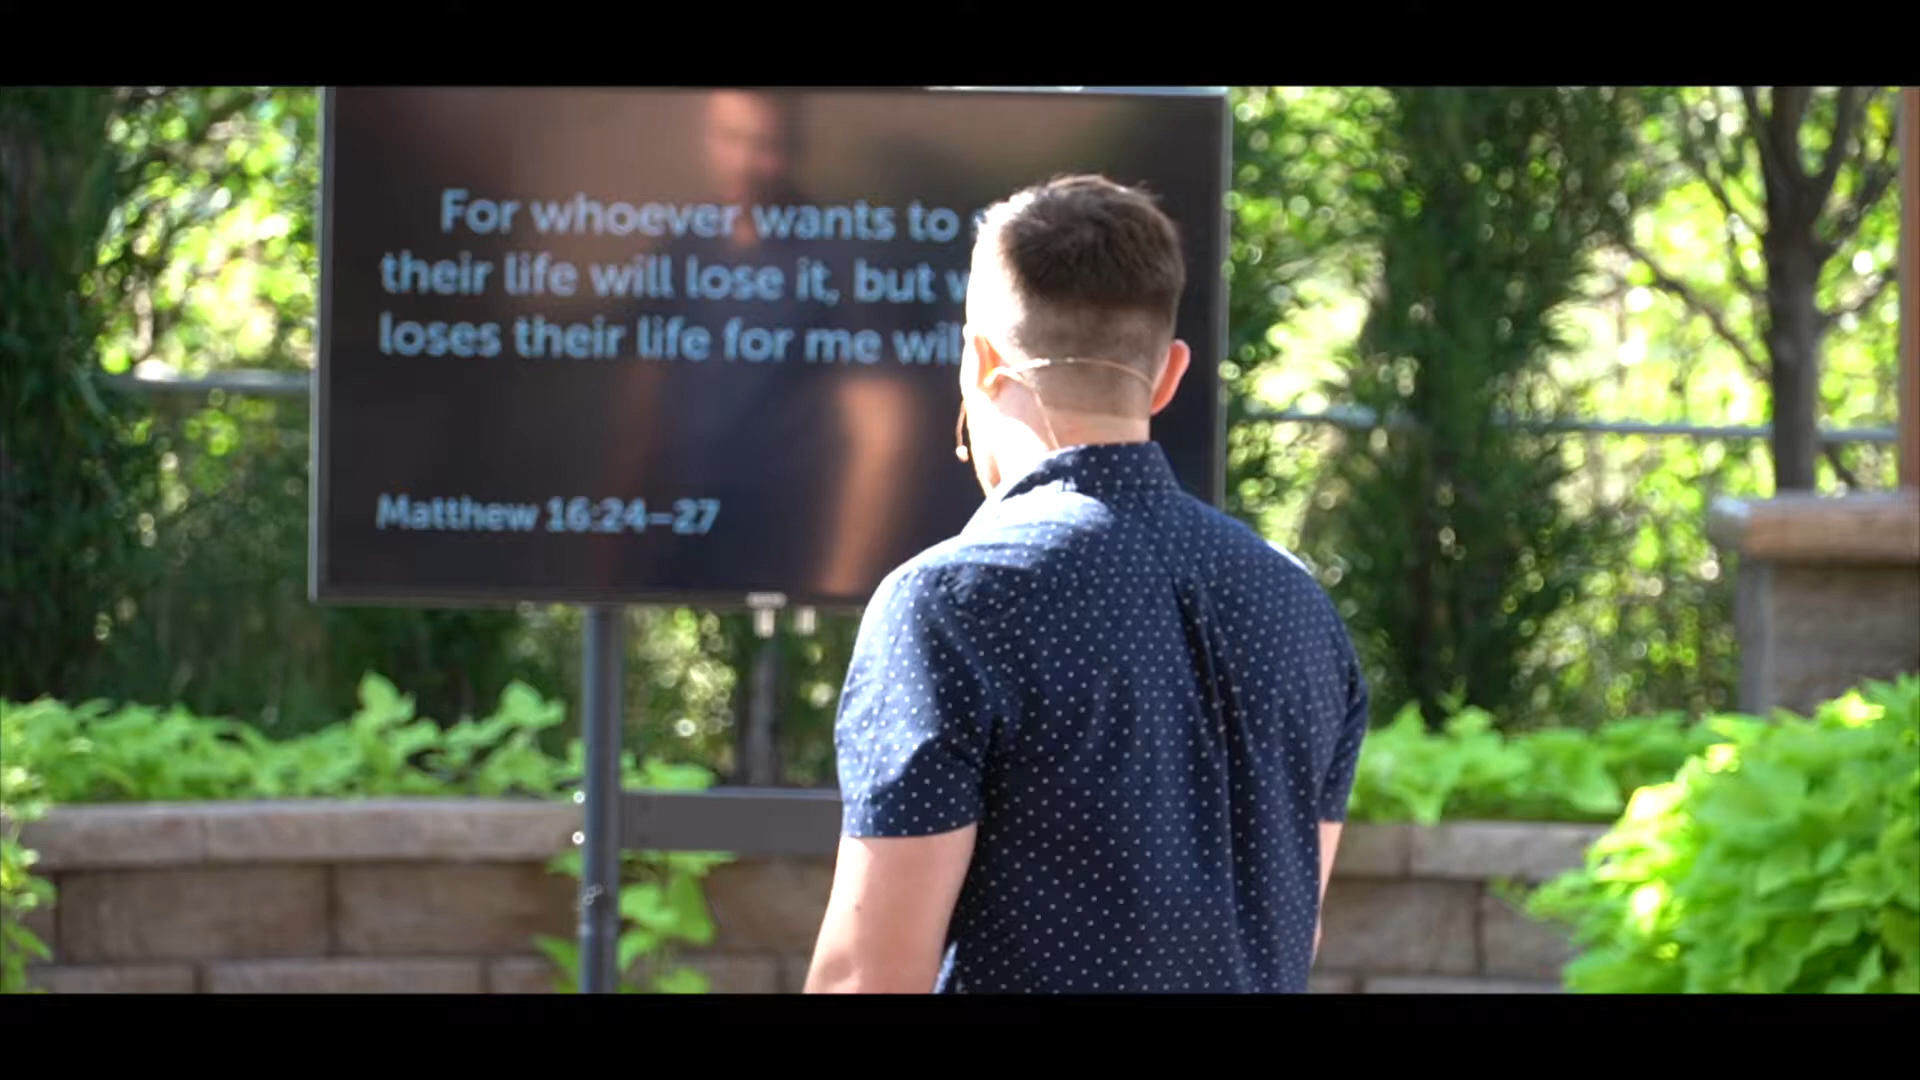 For whoever wants to
their life will lose it, but
loses their life for me will
Matthew 16:24–27